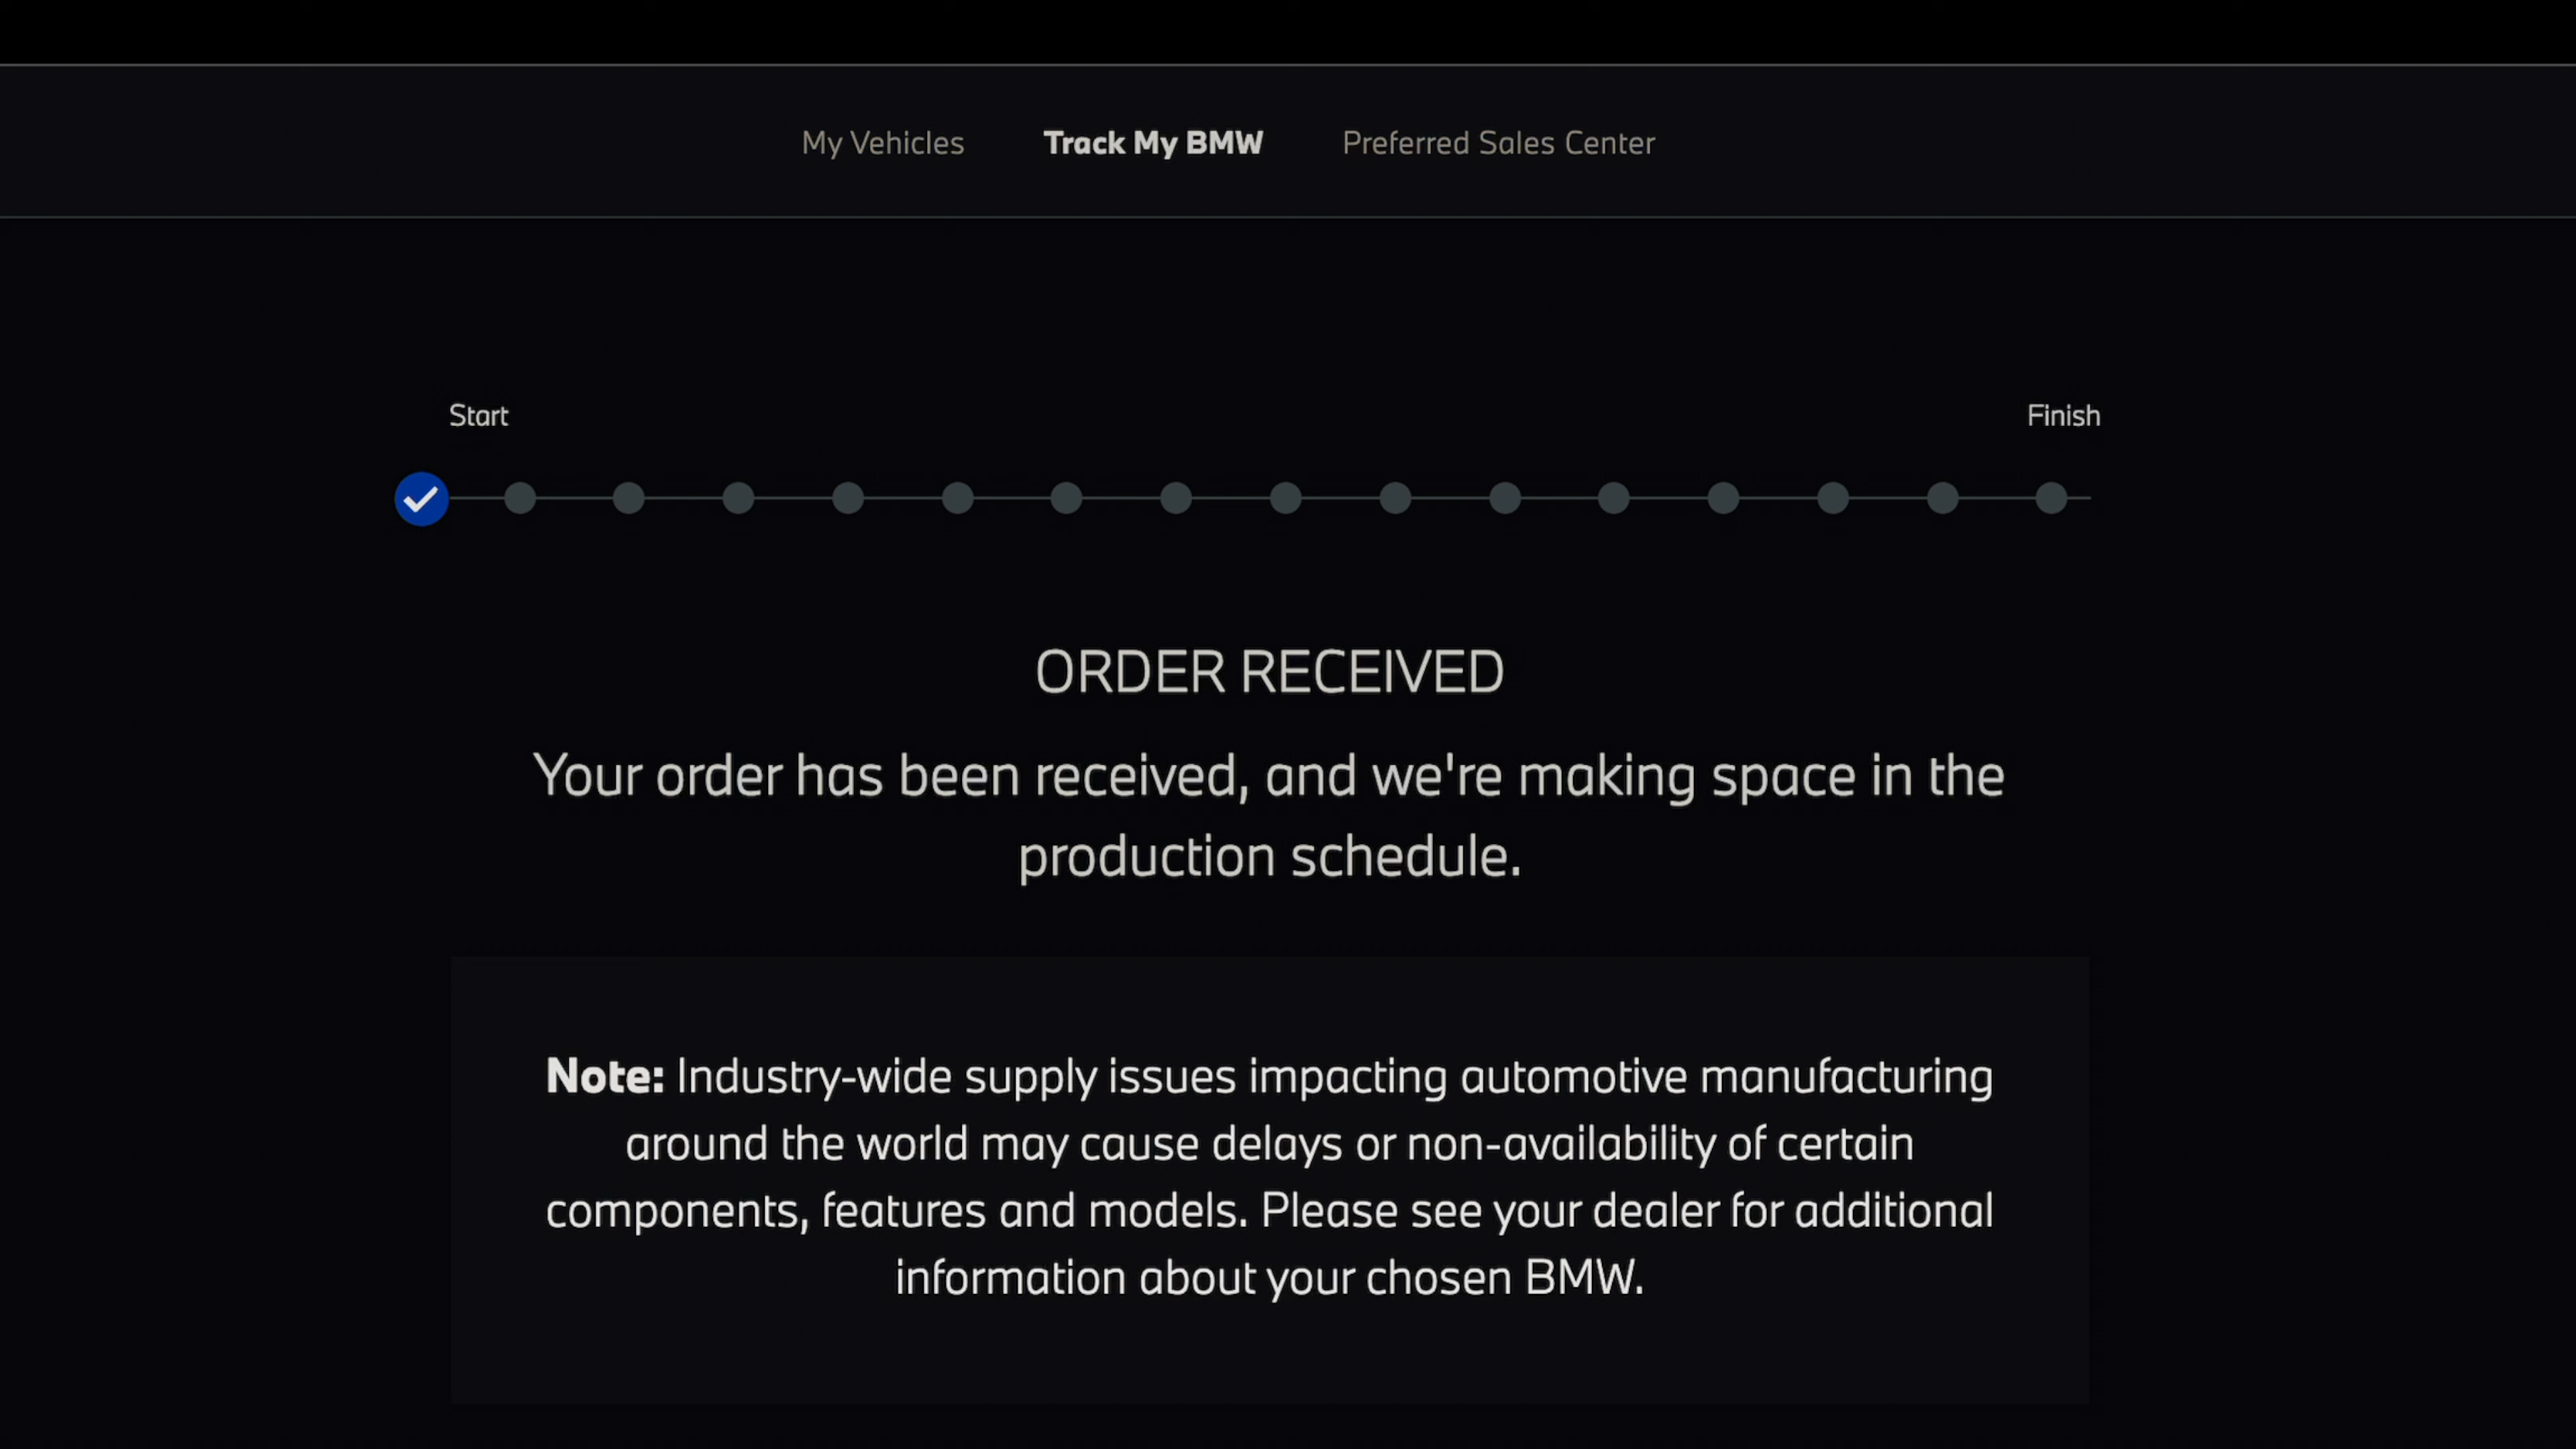 My Vehicles Track My BMW Preferred Sales Center
Start Finish
ORDER RECEIVED
Your order has been received, and we're making space in the
production schedule.
Note: Industry-wide supply issues impacting automotive manufacturing
around the world may cause delays or non-availability of certain
components, features and models. Please see your dealer for additional
information about your chosen BMW.